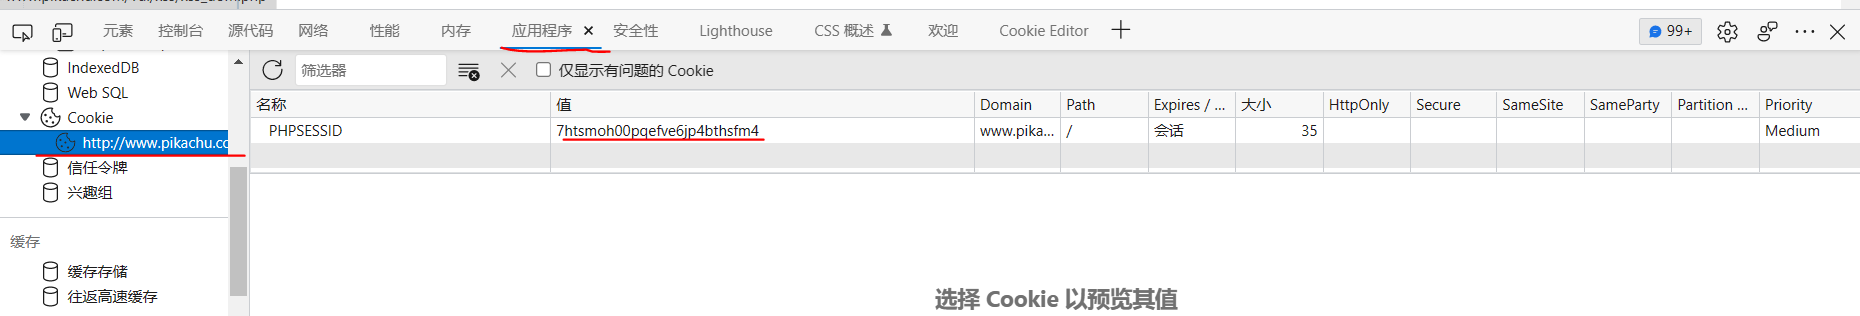 元素 控制台 源代码 网络 性能 内存 应用程序 安全性 Lighthouse CSS 概述 欢迎 Cookie Editor 99+
IndexedDB
Web SQL
Cookie
http://www.pikachu.co
信任令牌
兴趣组
缓存
缓存存储
往返高速缓存
筛选器 仅显示有问题的 Cookie
名称 值 Domain Path Expires / ... 大小 HttpOnly Secure SameSite SameParty Partition ... Priority
PHPSESSID 7htsmoh00pqefve6jp4bthsfm4 www.pika... / 会话 35 Medium
选择 Cookie 以预览其值